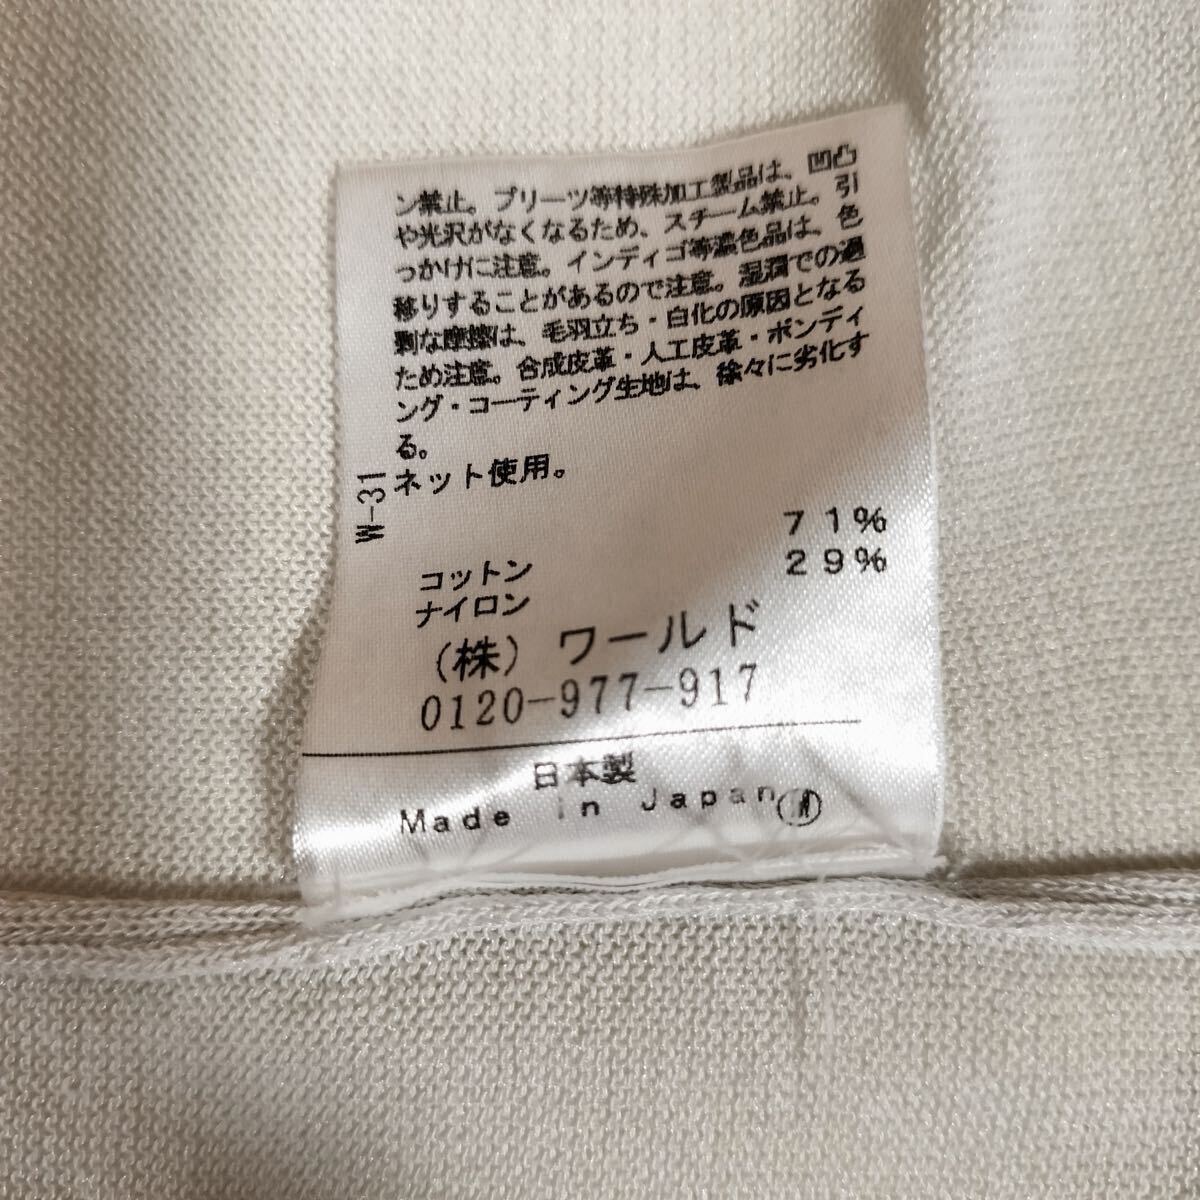 ン禁止。プリーツ等特殊加工製品は、凹凸
や光沢がなくなるため、スチーム禁止。引
っかけに注意。インディゴ等濃色品は、色
移りすることがあるので注意。湿潤での過
剰な摩擦は、毛羽立ち・白化の原因となる
ため注意。合成皮革・人工皮革・ボンディ
ング・コーティング生地は、徐々に劣化す
る。
ネット使用。
W-31
コットン 71%
ナイロン 29%
(株) ワールド
0120-977-917
日本製
Made in Japan